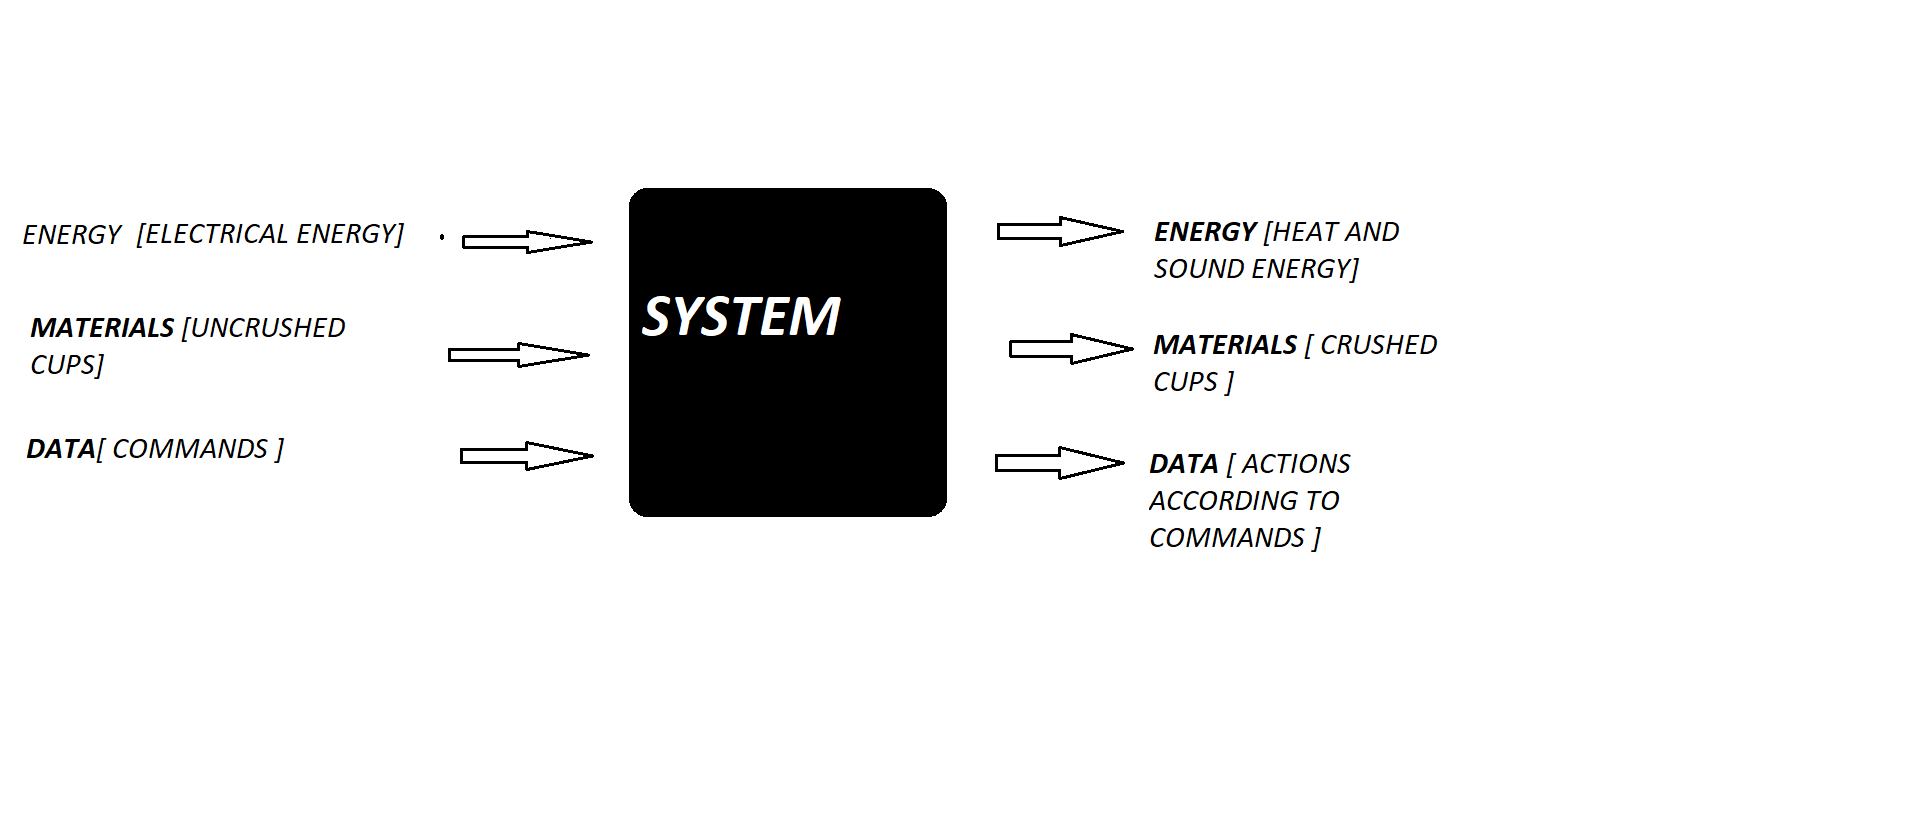 ENERGY [ELECTRICAL ENERGY]
MATERIALS [UNCRUSHED
CUPS]
DATA[ COMMANDS ]
SYSTEM
ENERGY [HEAT AND
SOUND ENERGY]
MATERIALS [ CRUSHED
CUPS ]
DATA [ ACTIONS
ACCORDING TO
COMMANDS ]